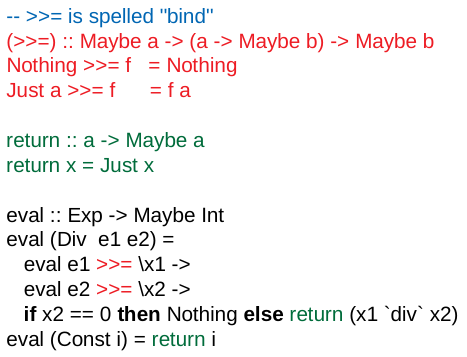 -- >>= is spelled "bind"
(>>=) :: Maybe a -> (a -> Maybe b) -> Maybe b
Nothing >>= f   = Nothing
Just a >>= f      = f a

return :: a -> Maybe a
return x = Just x

eval :: Exp -> Maybe Int
eval (Div  e1 e2) =
   eval e1 >>= \x1 ->
   eval e2 >>= \x2 ->
   if x2 == 0 then Nothing else return (x1 `div` x2)
eval (Const i) = return i